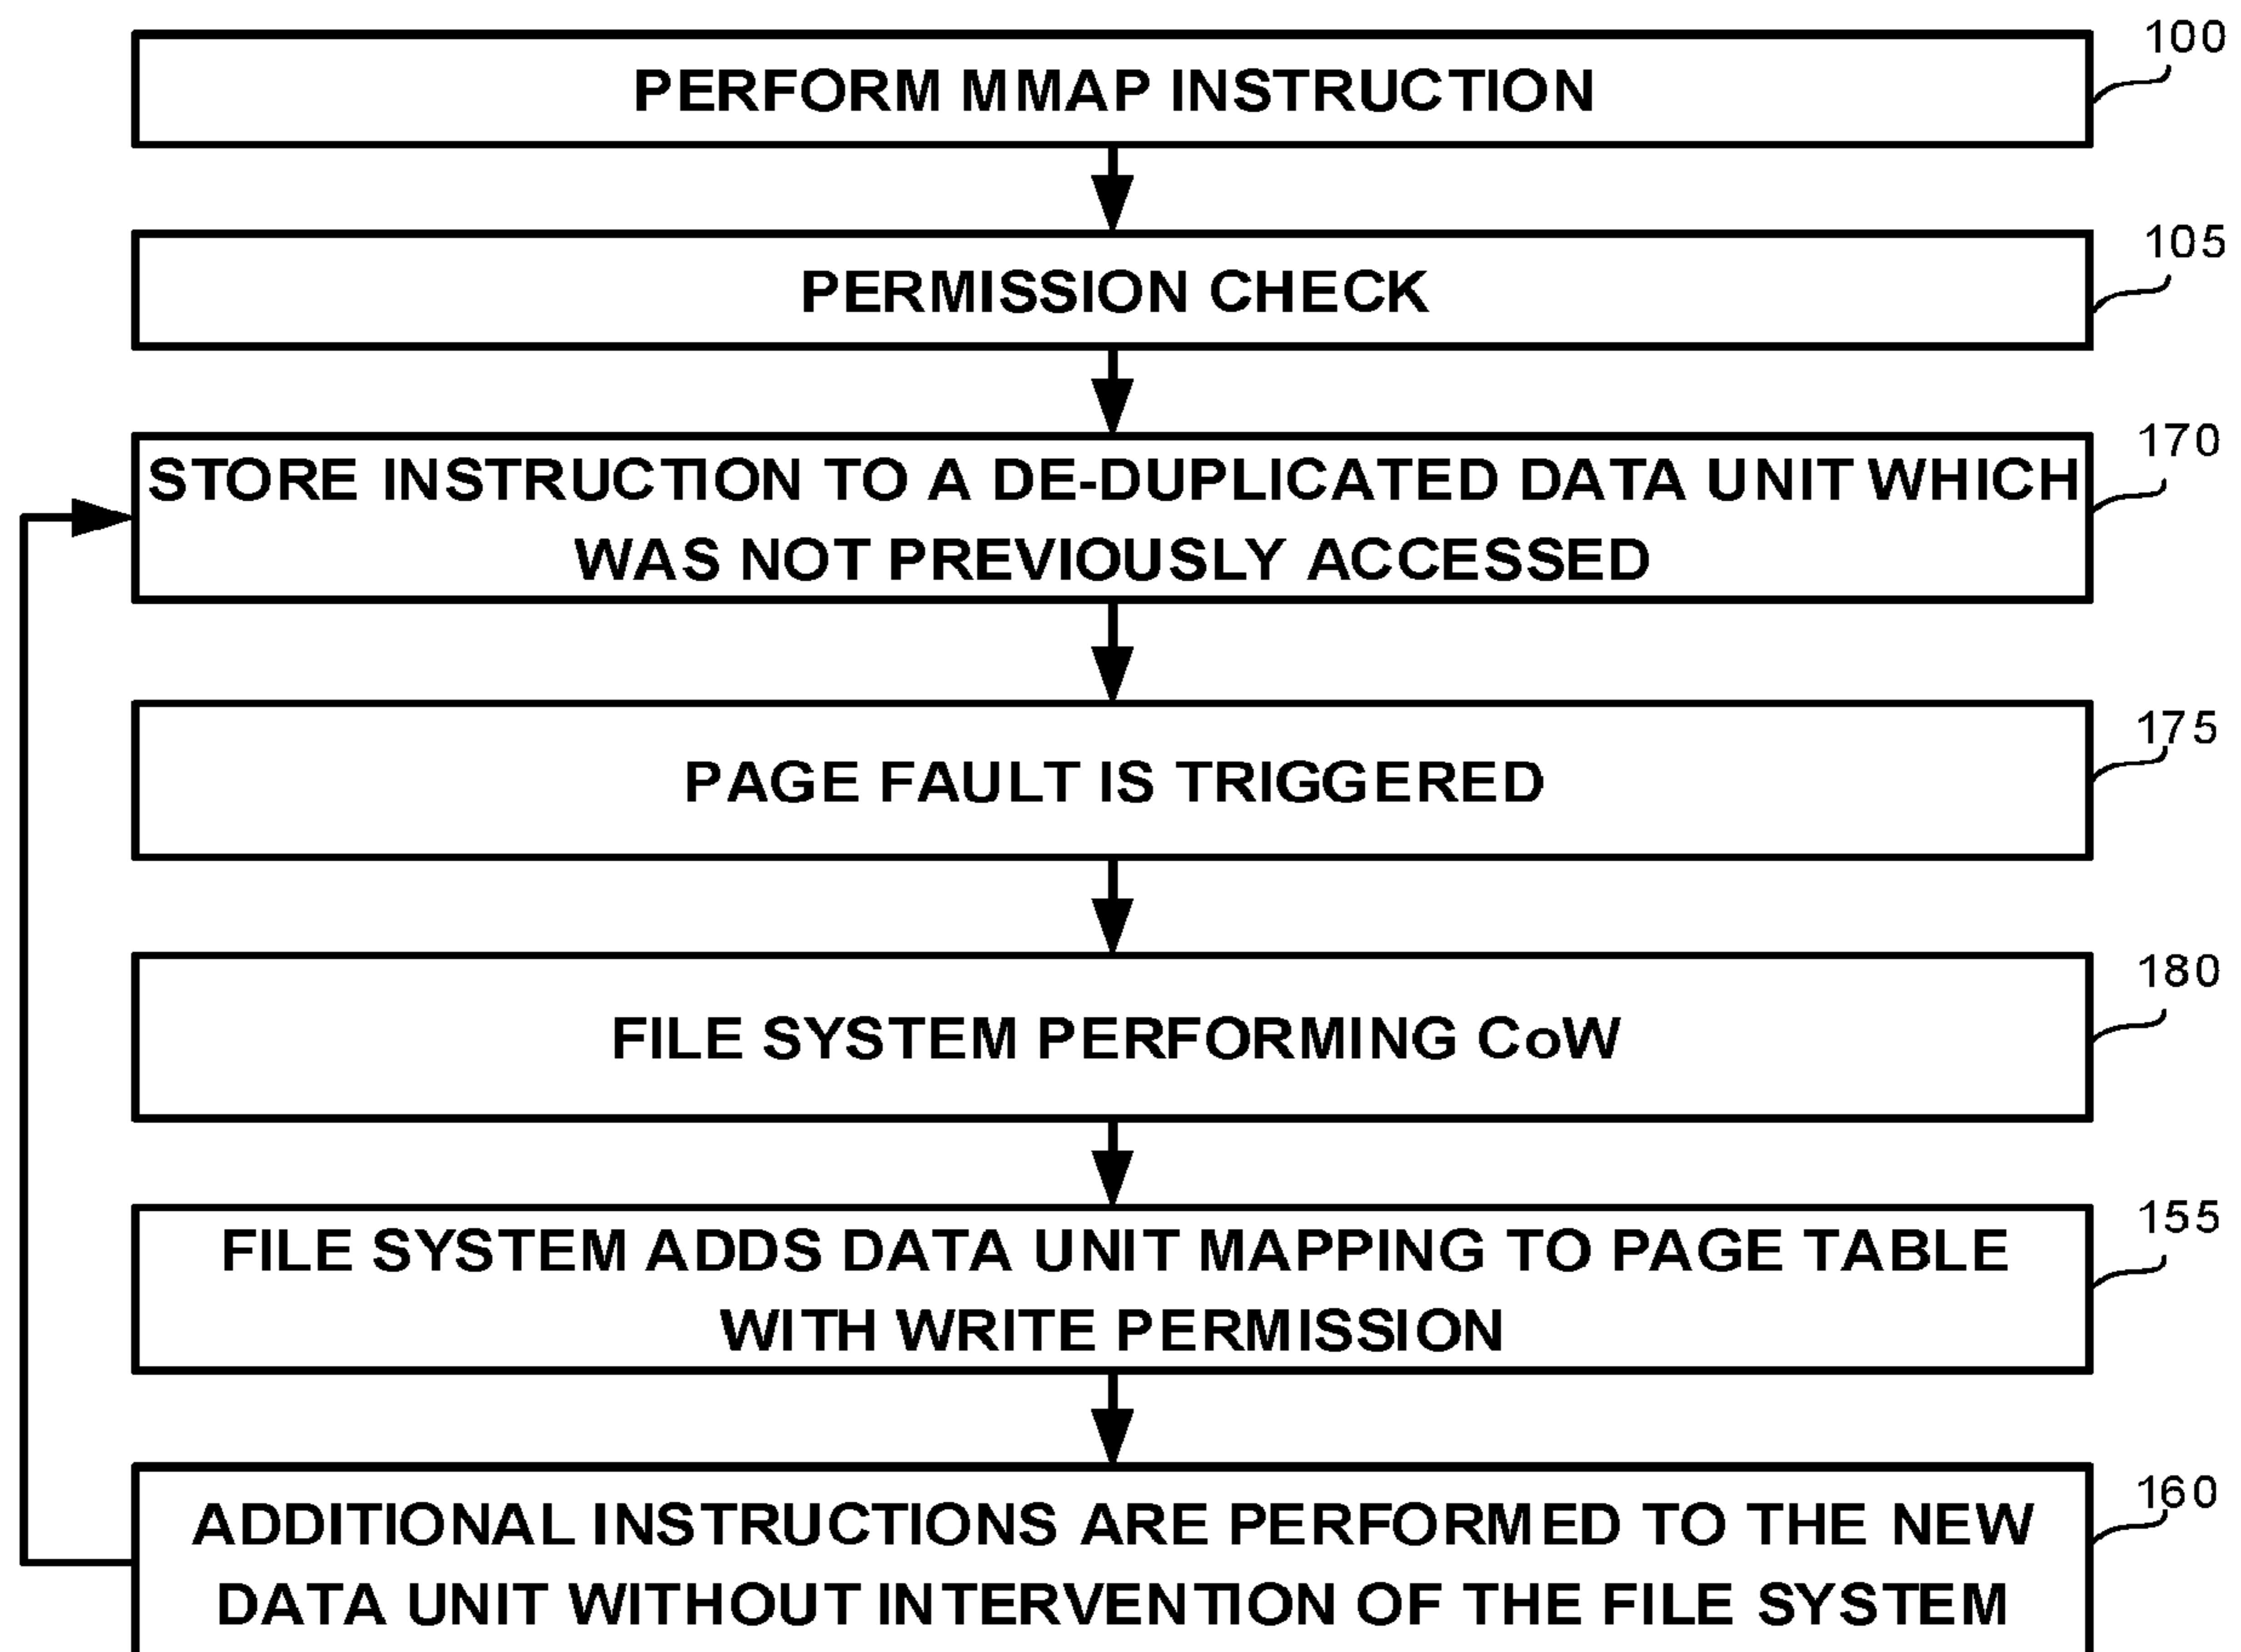 100
PERFORM MMAP INSTRUCTION
105
PERMISSION CHECK
170
STORE INSTRUCTION TO A DE-DUPLICATED DATA UNIT WHICH
WAS NOT PREVIOUSLY ACCESSED
175
PAGE FAULT IS TRIGGERED
180
FILE SYSTEM PERFORMING CoW
155
FILE SYSTEM ADDS DATA UNIT MAPPING TO PAGE TABLE
WITH WRITE PERMISSION
160
ADDITIONAL INSTRUCTIONS ARE PERFORMED TO THE NEW
DATA UNIT WITHOUT INTERVENTION OF THE FILE SYSTEM